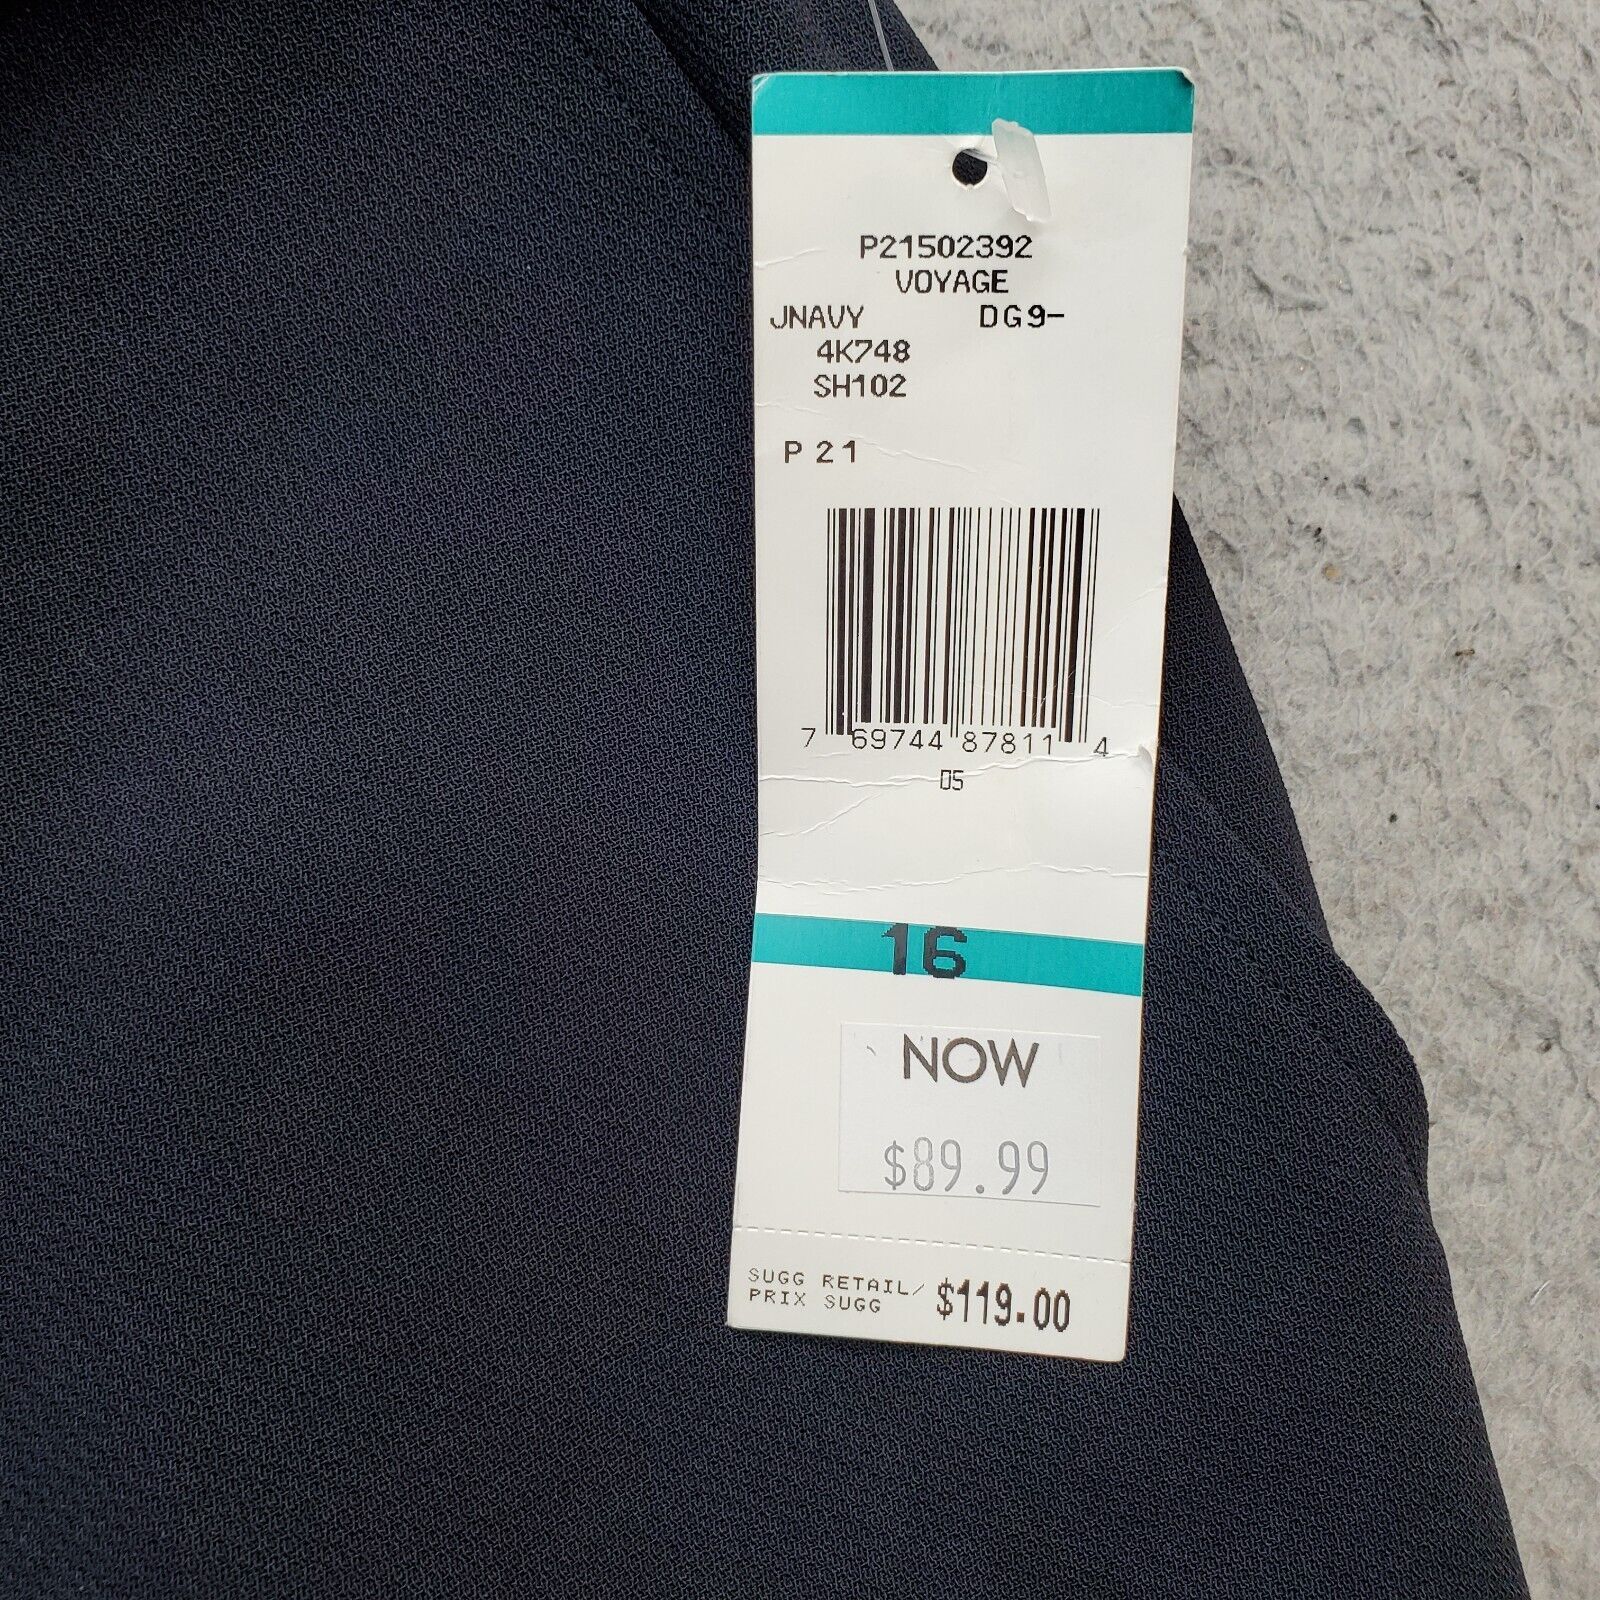 P21502392
VOYAGE
JNAVY DG9-
4K748
SH102
P 21
7 69744 87811 4
05
16
NOW
$89.99
SUGG RETAIL/
PRIX SUGG $119.00